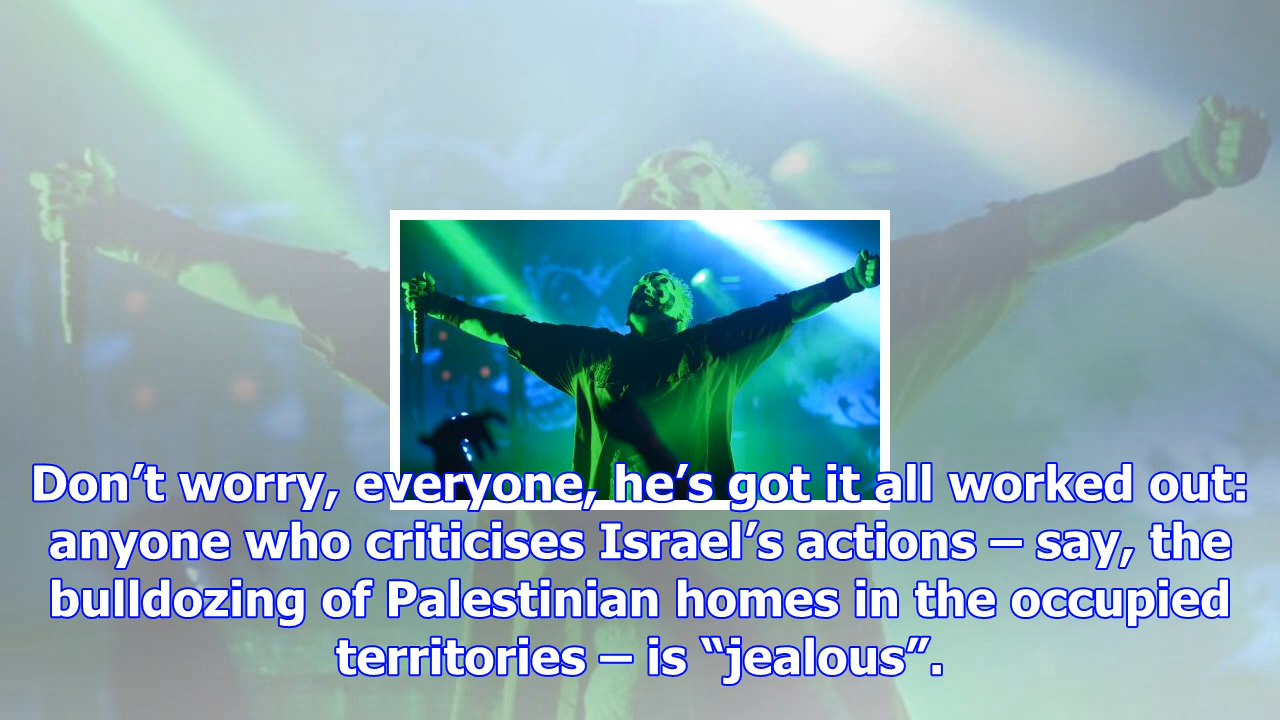 Don’t worry, everyone, he’s got it all worked out:
anyone who criticises Israel’s actions – say, the
bulldozing of Palestinian homes in the occupied
territories – is “jealous”.